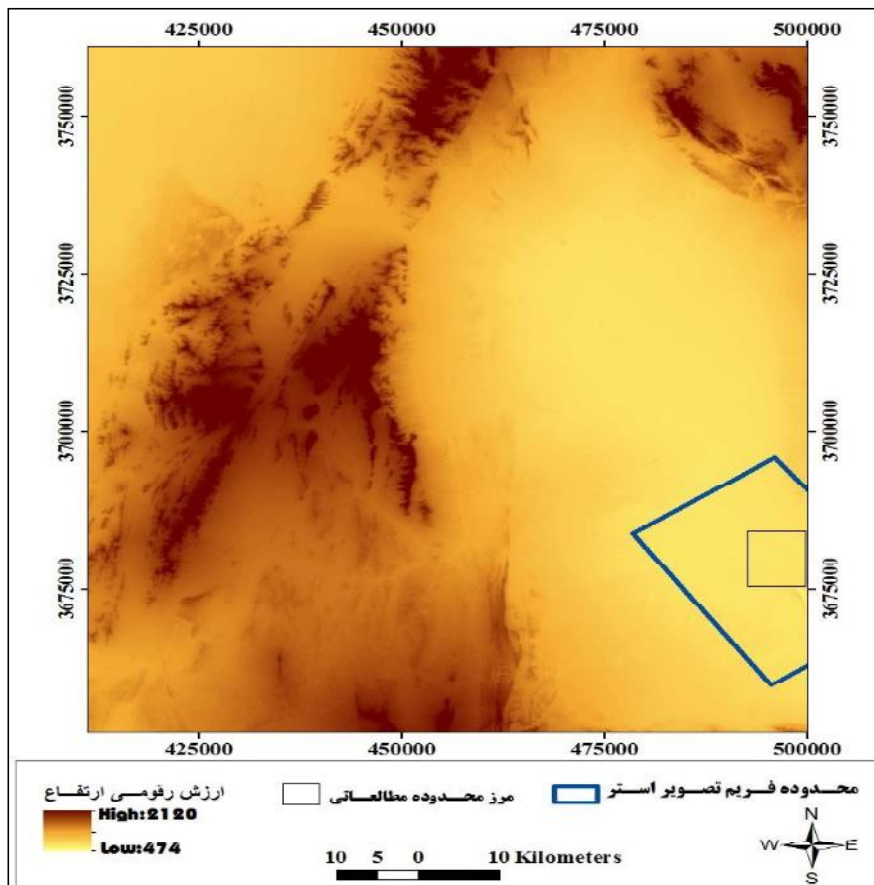 425000 450000 475000 500000
3750000 3750000
3725000 3725000
3700000 3700000
3675000 3675000
425000 450000 475000 500000
محدوده فریم تصویر استر
مرز محدوده مطالعاتی
ارزش رقومی ارتفاع
High:2120
Low:474
10 5 0 10 Kilometers
N
W E
S